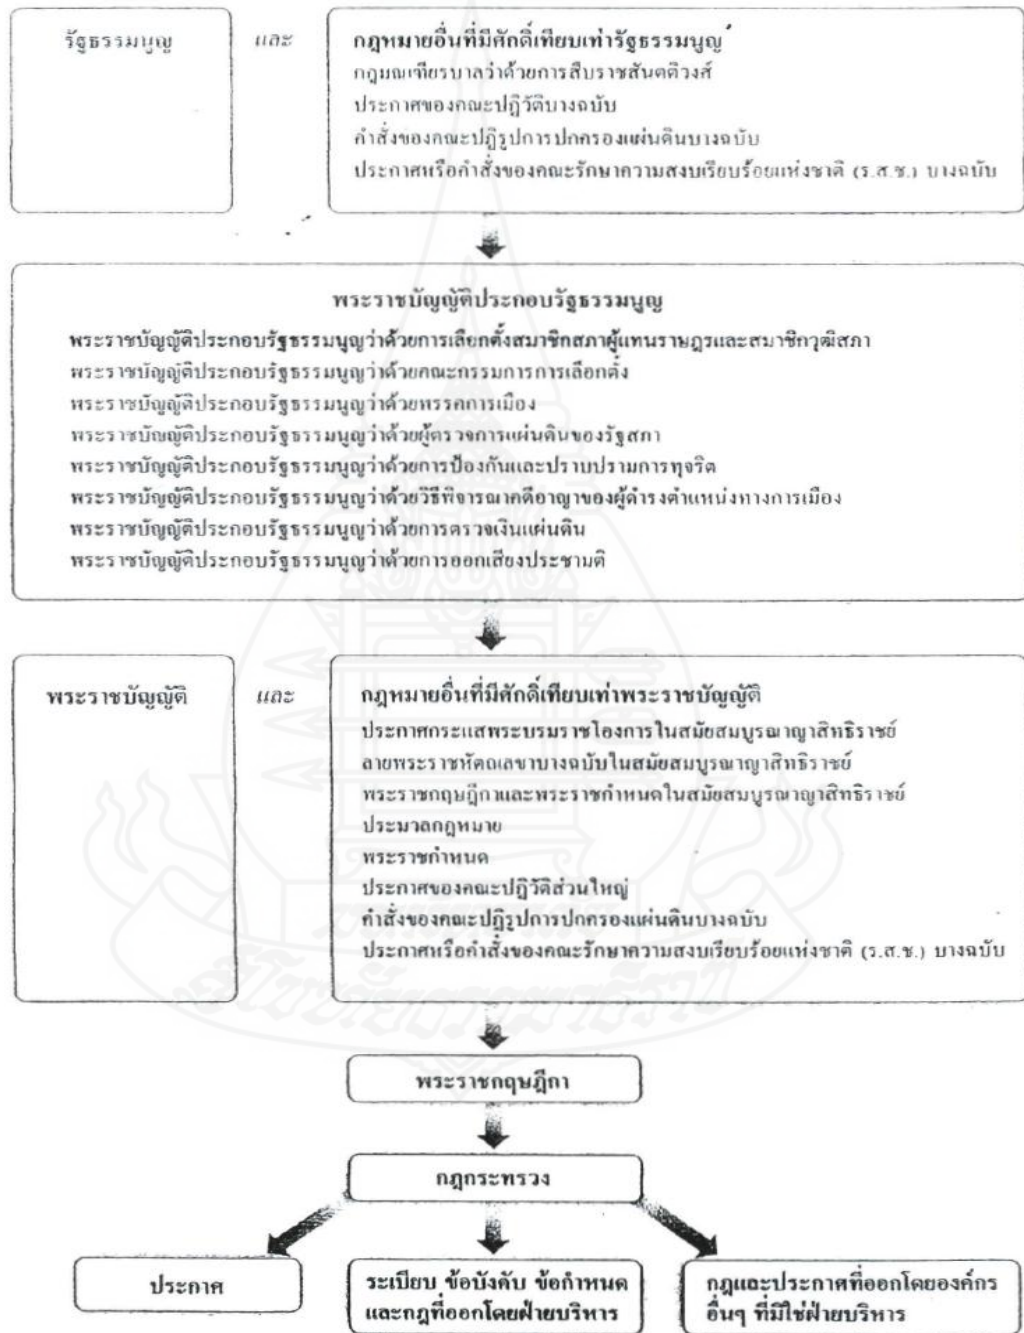 รัฐธรรมนูญ
และ
กฎหมายอื่นที่มีศักดิ์เทียบเท่ารัฐธรรมนูญ
กฎมณเฑียรบาลว่าด้วยการสืบราชสันตติวงศ์
ประกาศของคณะปฏิวัติบางฉบับ
คำสั่งของคณะปฏิรูปการปกครองแผ่นดินบางฉบับ
ประกาศหรือคำสั่งของคณะรักษาความสงบเรียบร้อยแห่งชาติ (ร.ส.ช.) บางฉบับ
พระราชบัญญัติประกอบรัฐธรรมนูญ
พระราชบัญญัติประกอบรัฐธรรมนูญว่าด้วยการเลือกตั้งสมาชิกสภาผู้แทนราษฎรและสมาชิกวุฒิสภา
พระราชบัญญัติประกอบรัฐธรรมนูญว่าด้วยคณะกรรมการการเลือกตั้ง
พระราชบัญญัติประกอบรัฐธรรมนูญว่าด้วยพรรคการเมือง
พระราชบัญญัติประกอบรัฐธรรมนูญว่าด้วยผู้ตรวจการแผ่นดินของรัฐสภา
พระราชบัญญัติประกอบรัฐธรรมนูญว่าด้วยการป้องกันและปราบปรามการทุจริต
พระราชบัญญัติประกอบรัฐธรรมนูญว่าด้วยวิธีพิจารณาคดีอาญาของผู้ดำรงตำแหน่งทางการเมือง
พระราชบัญญัติประกอบรัฐธรรมนูญว่าด้วยการตรวจเงินแผ่นดิน
พระราชบัญญัติประกอบรัฐธรรมนูญว่าด้วยการออกเสียงประชามติ
พระราชบัญญัติ
และ
กฎหมายอื่นที่มีศักดิ์เทียบเท่าพระราชบัญญัติ
ประกาศกระแสพระบรมราชโองการในสมัยสมบูรณาญาสิทธิราชย์
ลายพระราชหัตถเลขาบางฉบับในสมัยสมบูรณาญาสิทธิราชย์
พระราชกฤษฎีกาและพระราชกำหนดในสมัยสมบูรณาญาสิทธิราชย์
ประมวลกฎหมาย
พระราชกำหนด
ประกาศของคณะปฏิวัติส่วนใหญ่
คำสั่งของคณะปฏิรูปการปกครองแผ่นดินบางฉบับ
ประกาศหรือคำสั่งของคณะรักษาความสงบเรียบร้อยแห่งชาติ (ร.ส.ช.) บางฉบับ
พระราชกฤษฎีกา
กฎกระทรวง
ประกาศ
ระเบียบ ข้อบังคับ ข้อกำหนด
และกฎที่ออกโดยฝ่ายบริหาร
กฎและประกาศที่ออกโดยองค์กร
อื่นๆ ที่มิใช่ฝ่ายบริหาร